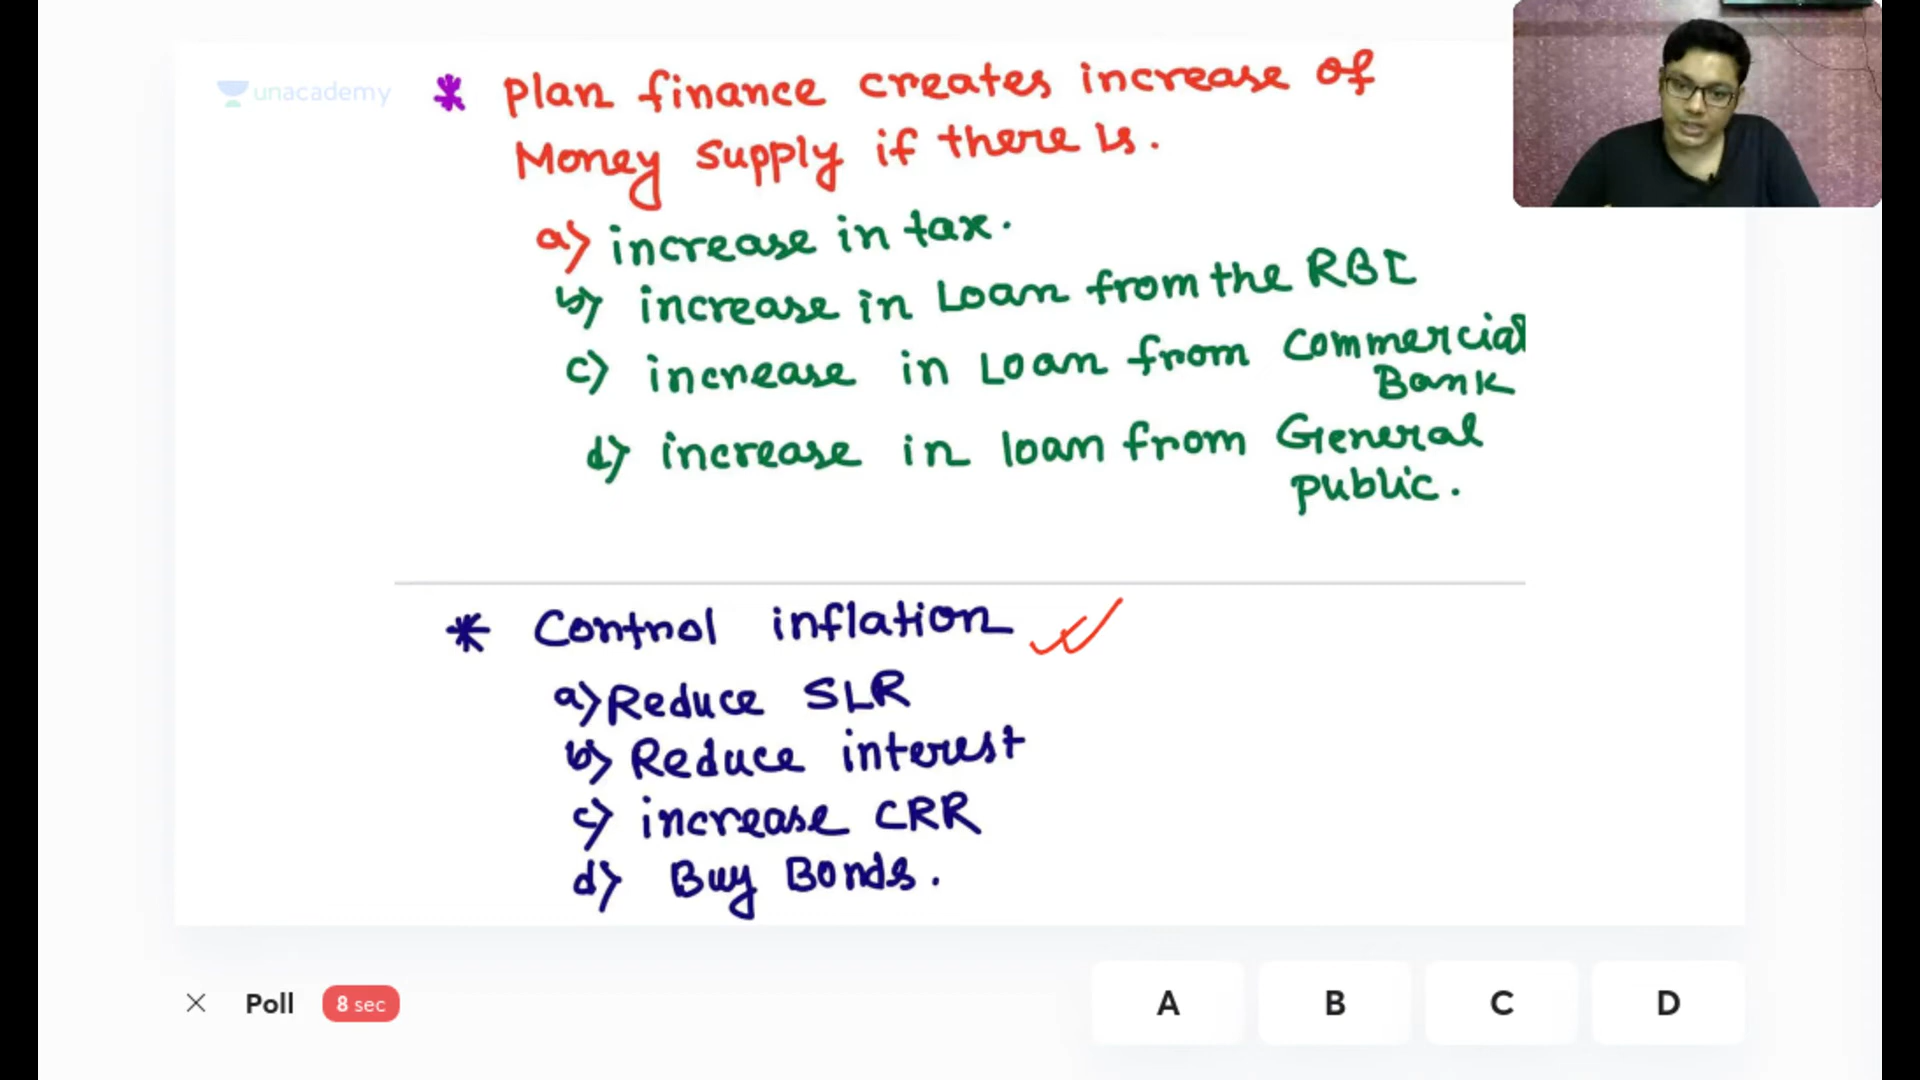 unacademy
* plan finance creates increase of
Money supply if there is.
a) increase in tax.
b) increase in Loan from the RBI
c) increase in Loan from Commercial
Bank
d) increase in loan from General
public.
* Control inflation
a) Reduce SLR
b) Reduce interest
c) increase CRR
d) Buy Bonds.
Poll 8 sec A B C D